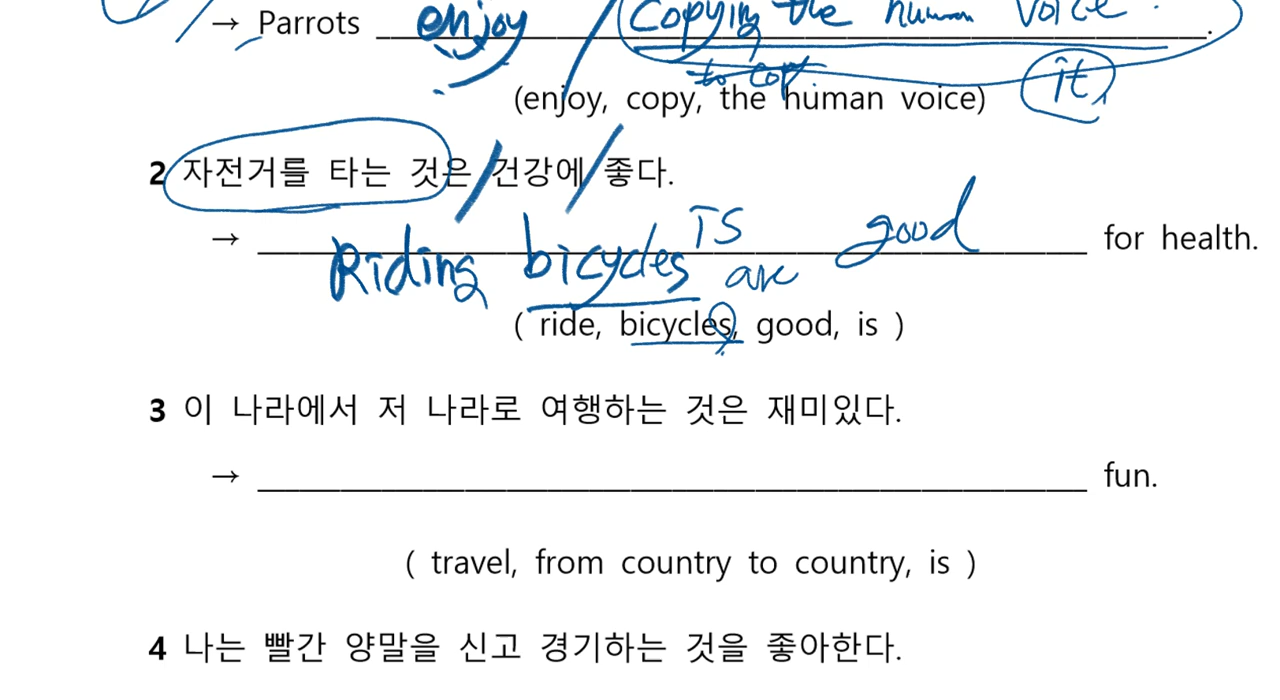 → Parrots enjoy copying the human voice.
to cop
(enjoy, copy, the human voice) it
2 자전거를 타는 것은 건강에 좋다.
→ Riding bicycles is good for health.
are
( ride, bicycles, good, is )
3 이 나라에서 저 나라로 여행하는 것은 재미있다.
→ fun.
( travel, from country to country, is )
4 나는 빨간 양말을 신고 경기하는 것을 좋아한다.